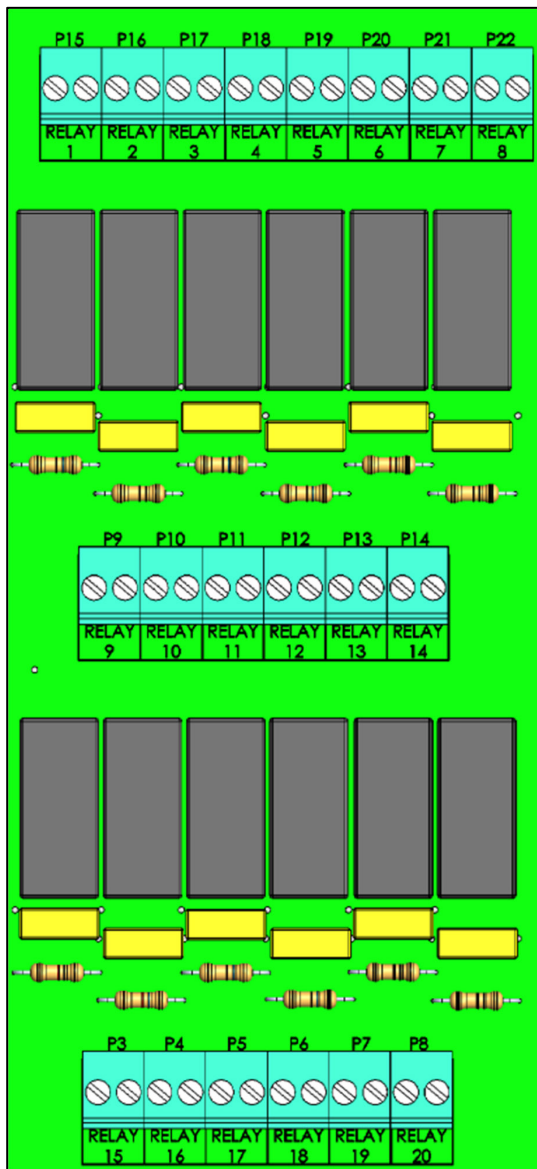 P15 P16 P17 P18 P19 P20 P21 P22
RELAY RELAY RELAY RELAY RELAY RELAY RELAY RELAY
1 2 3 4 5 6 7 8
P9 P10 P11 P12 P13 P14
RELAY RELAY RELAY RELAY RELAY RELAY
9 10 11 12 13 14
P3 P4 P5 P6 P7 P8
RELAY RELAY RELAY RELAY RELAY RELAY
15 16 17 18 19 20